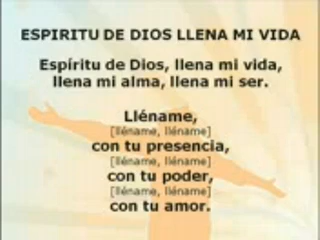 ESPIRITU DE DIOS LLENA MI VIDA
Espíritu de Dios, llena mi vida,
llena mi alma, llena mi ser.
Lléname,
[lléname, lléname]
con tu presencia,
[lléname, lléname]
con tu poder,
[lléname, lléname]
con tu amor.